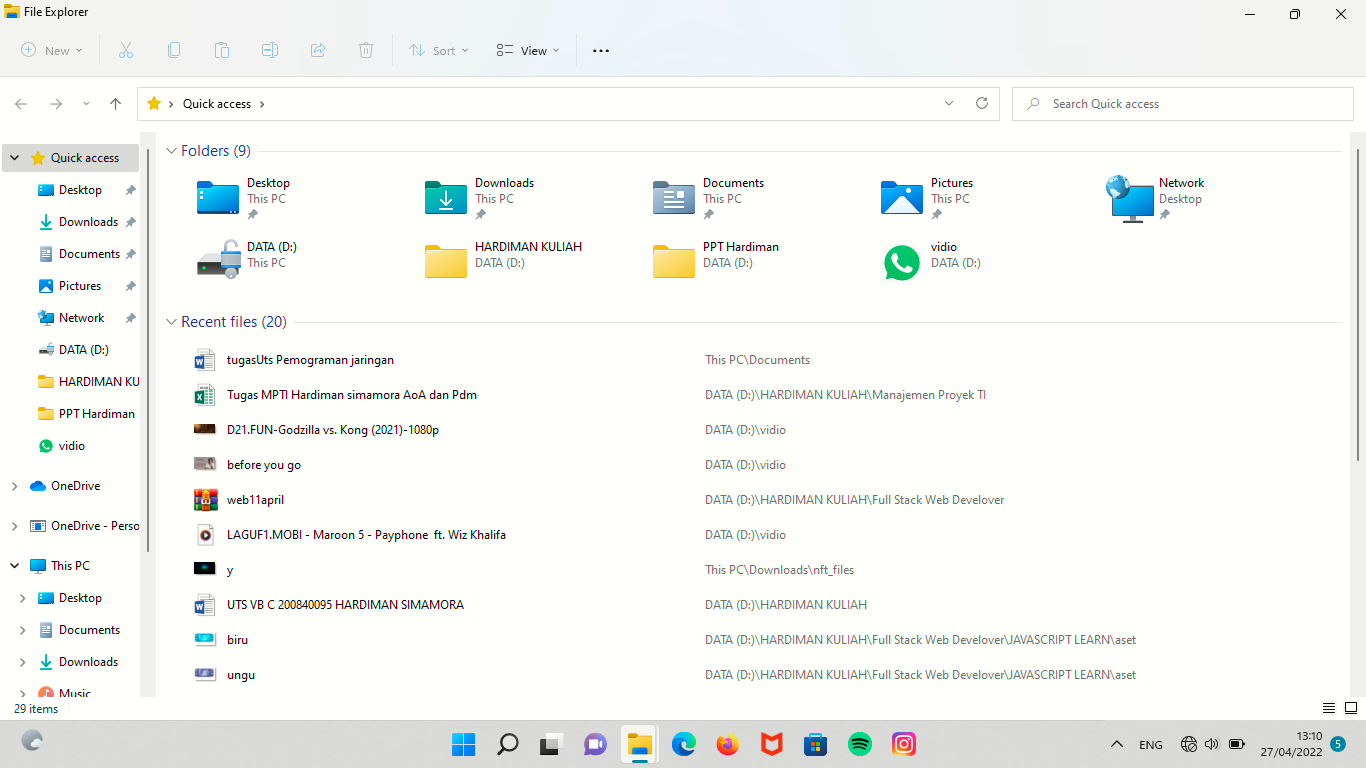 File Explorer
New
Sort
View
Quick access
Search Quick access
Quick access
Desktop
Downloads
Documents
Pictures
Network
DATA (D:)
HARDIMAN KU
PPT Hardiman
vidio
OneDrive
OneDrive - Perso
This PC
Desktop
Documents
Downloads
Music
Folders (9)
Desktop
This PC
Downloads
This PC
Documents
This PC
Pictures
This PC
Network
Desktop
DATA (D:)
This PC
HARDIMAN KULIAH
DATA (D:)
PPT Hardiman
DATA (D:)
vidio
DATA (D:)
Recent files (20)
tugasUts Pemograman jaringan This PC\Documents
Tugas MPTI Hardiman simamora AoA dan Pdm DATA (D:)\HARDIMAN KULIAH\Manajemen Proyek TI
D21.FUN-Godzilla vs. Kong (2021)-1080p DATA (D:)\vidio
before you go DATA (D:)\vidio
web11april DATA (D:)\HARDIMAN KULIAH\Full Stack Web Develover
LAGUF1.MOBI - Maroon 5 - Payphone ft. Wiz Khalifa DATA (D:)\vidio
y This PC\Downloads\nft_files
UTS VB C 200840095 HARDIMAN SIMAMORA DATA (D:)\HARDIMAN KULIAH
biru DATA (D:)\HARDIMAN KULIAH\Full Stack Web Develover\JAVASCRIPT LEARN\aset
ungu DATA (D:)\HARDIMAN KULIAH\Full Stack Web Develover\JAVASCRIPT LEARN\aset
29 items
ENG
13:10
27/04/2022
5